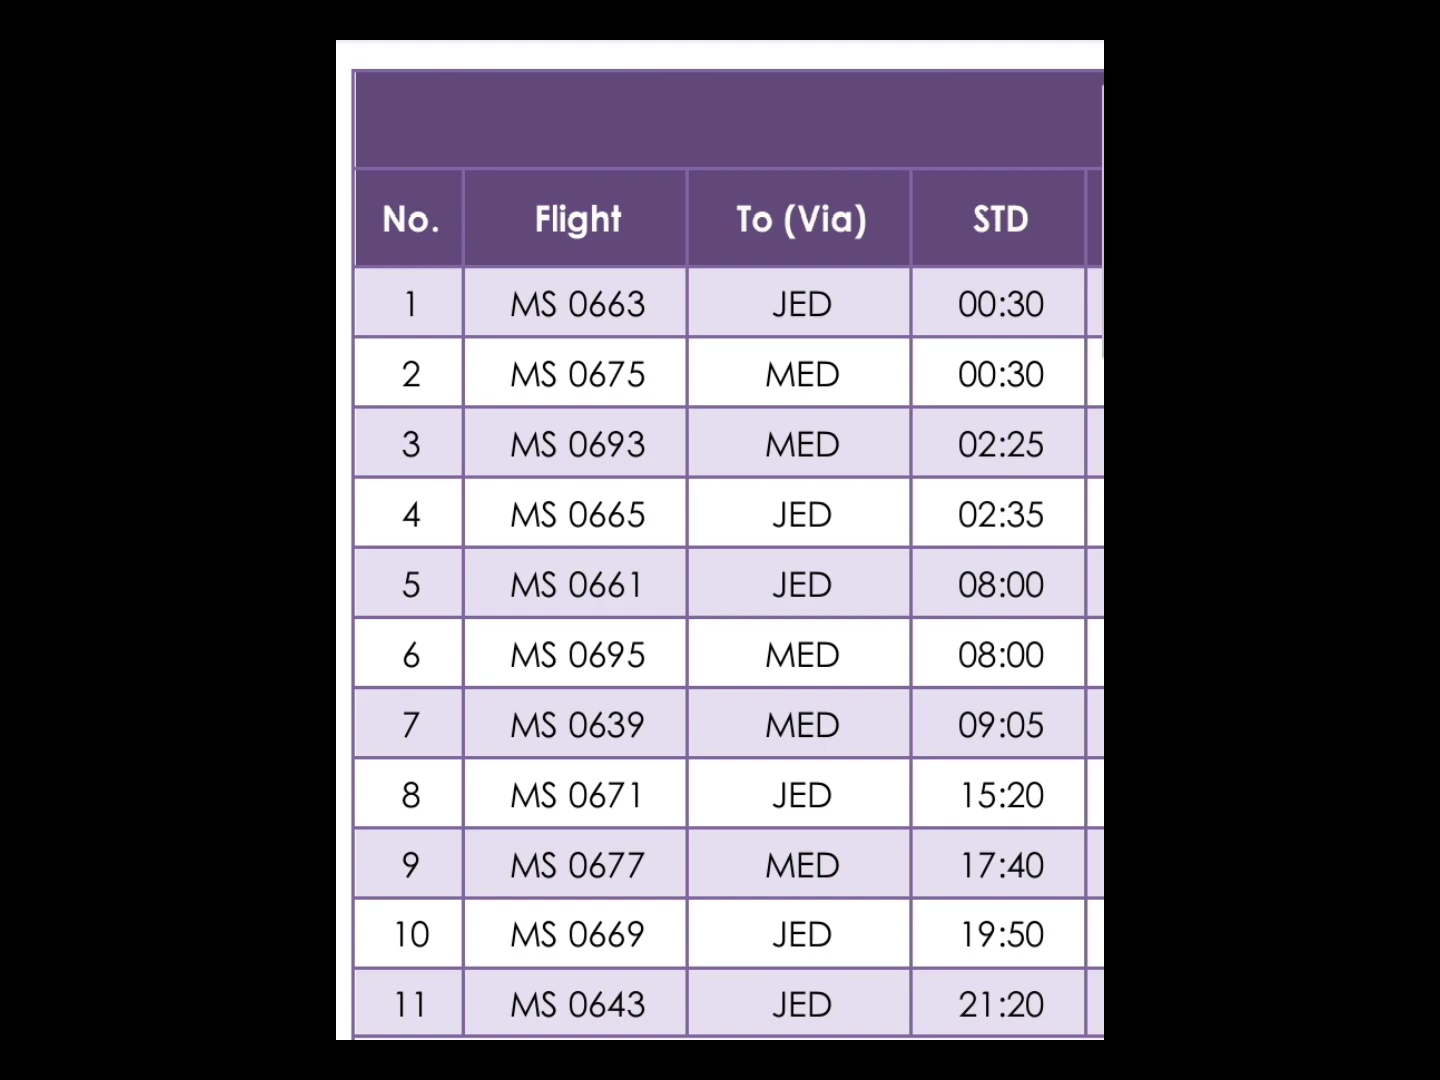 No. Flight To (Via) STD
1 MS 0663 JED 00:30
2 MS 0675 MED 00:30
3 MS 0693 MED 02:25
4 MS 0665 JED 02:35
5 MS 0661 JED 08:00
6 MS 0695 MED 08:00
7 MS 0639 MED 09:05
8 MS 0671 JED 15:20
9 MS 0677 MED 17:40
10 MS 0669 JED 19:50
11 MS 0643 JED 21:20